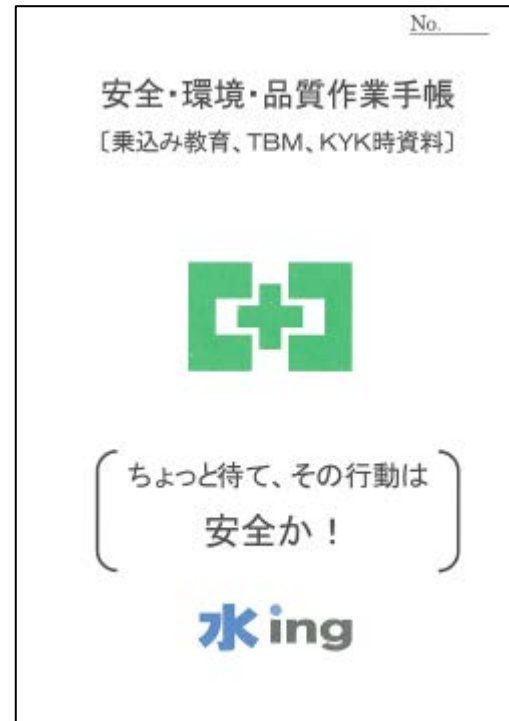 No.
安全・環境・品質作業手帳
〔乗込み教育、TBM、KYK時資料〕
ちょっと待て、その行動は
安全か！
水ing